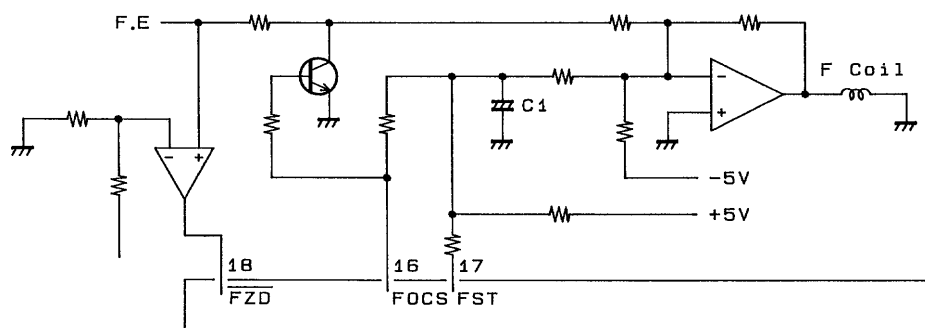 F.E
F Coil
−
+
C1
−
+
-5V
+5V
18
16
17
FZD
FOCS
FST